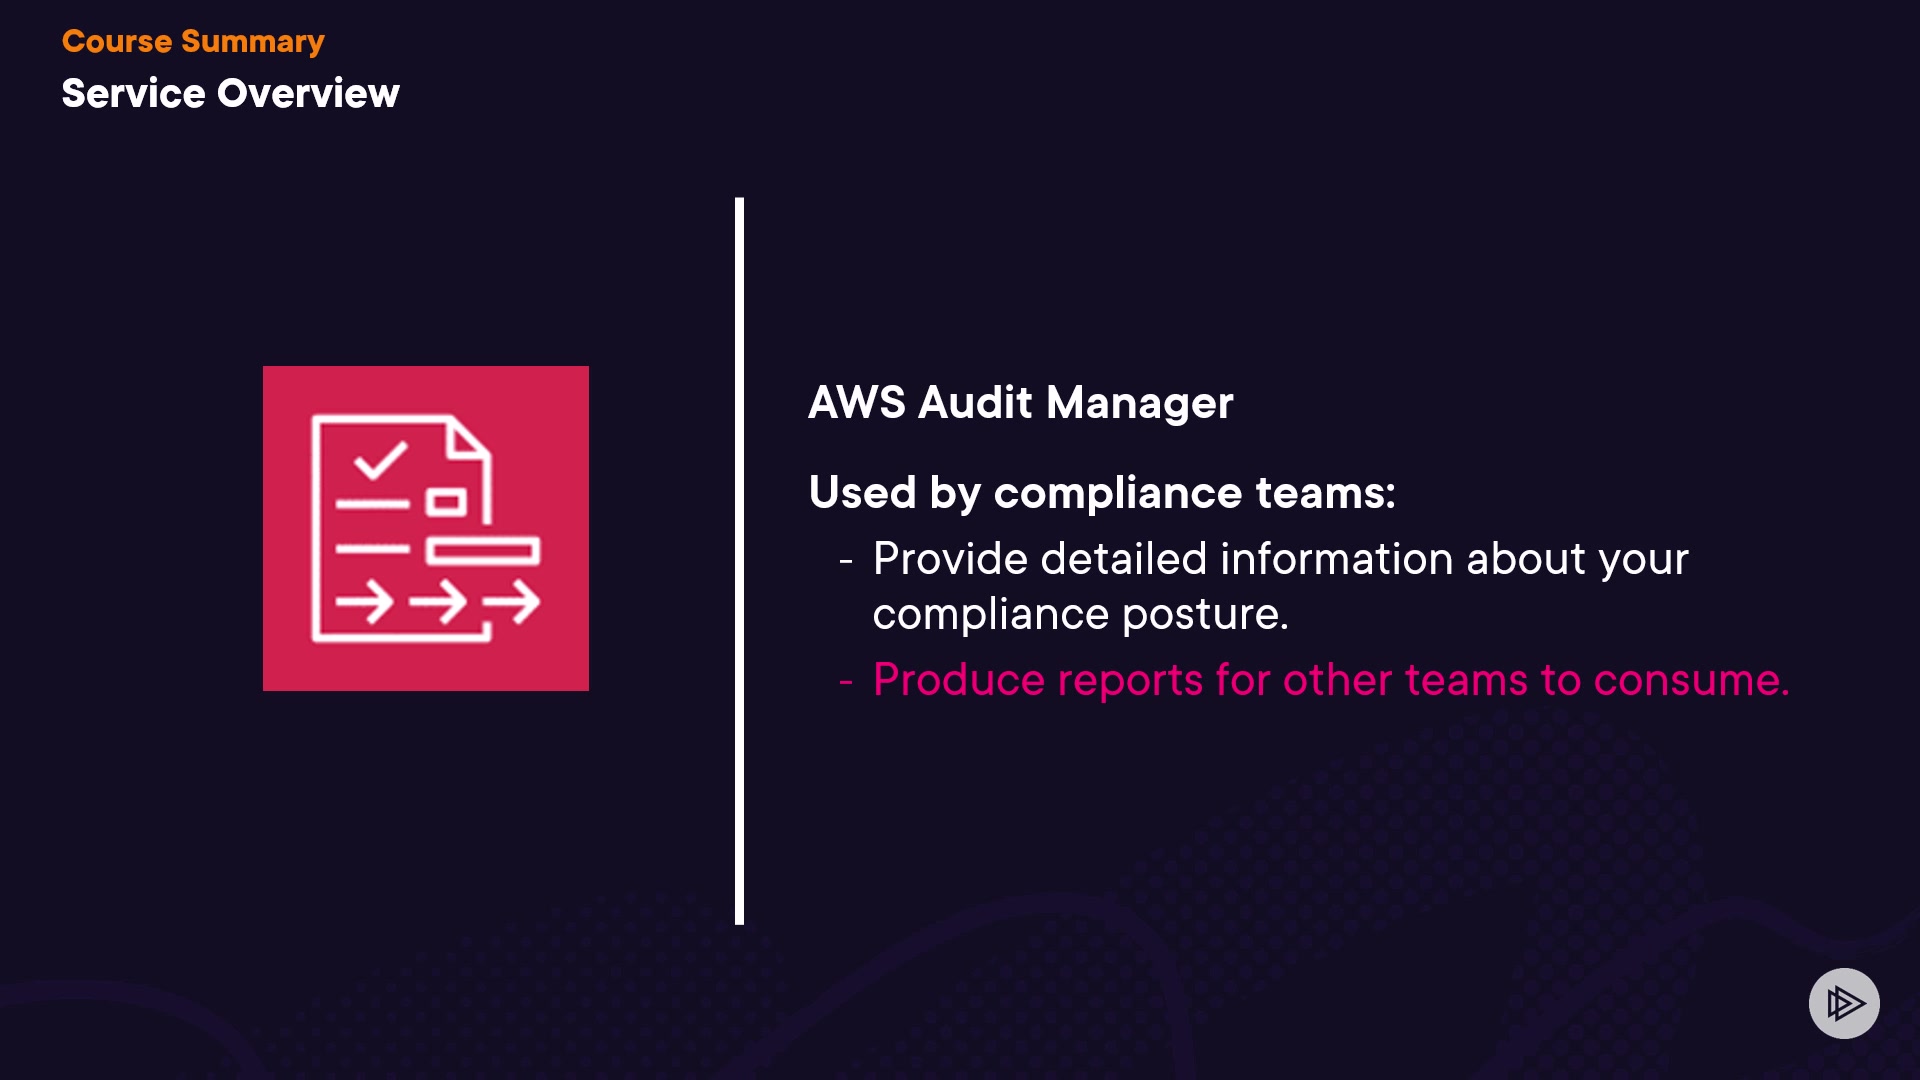 Course Summary
Service Overview
AWS Audit Manager
Used by compliance teams:
- Provide detailed information about your
compliance posture.
- Produce reports for other teams to consume.